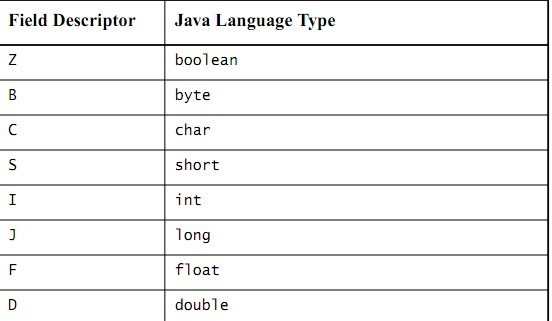 Field Descriptor Java Language Type
Z boolean
B byte
C char
S short
I int
J long
F float
D double